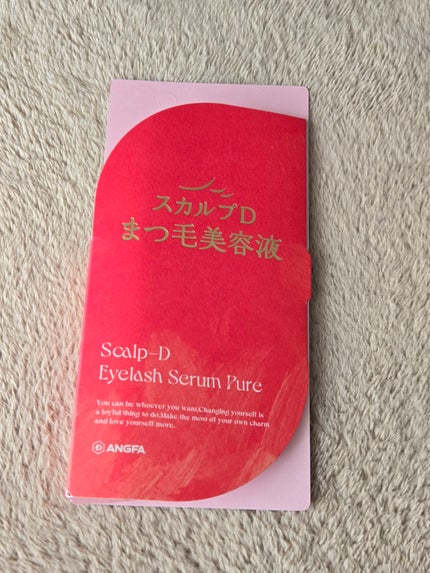 スカルプD
まつ毛美容液
Scalp-D
Eyelash Serum Pure
You can be whoever you want.Changing yourself is
a joyful thing to do.Make the most of your own charm
and love yourself more.
ANGFA